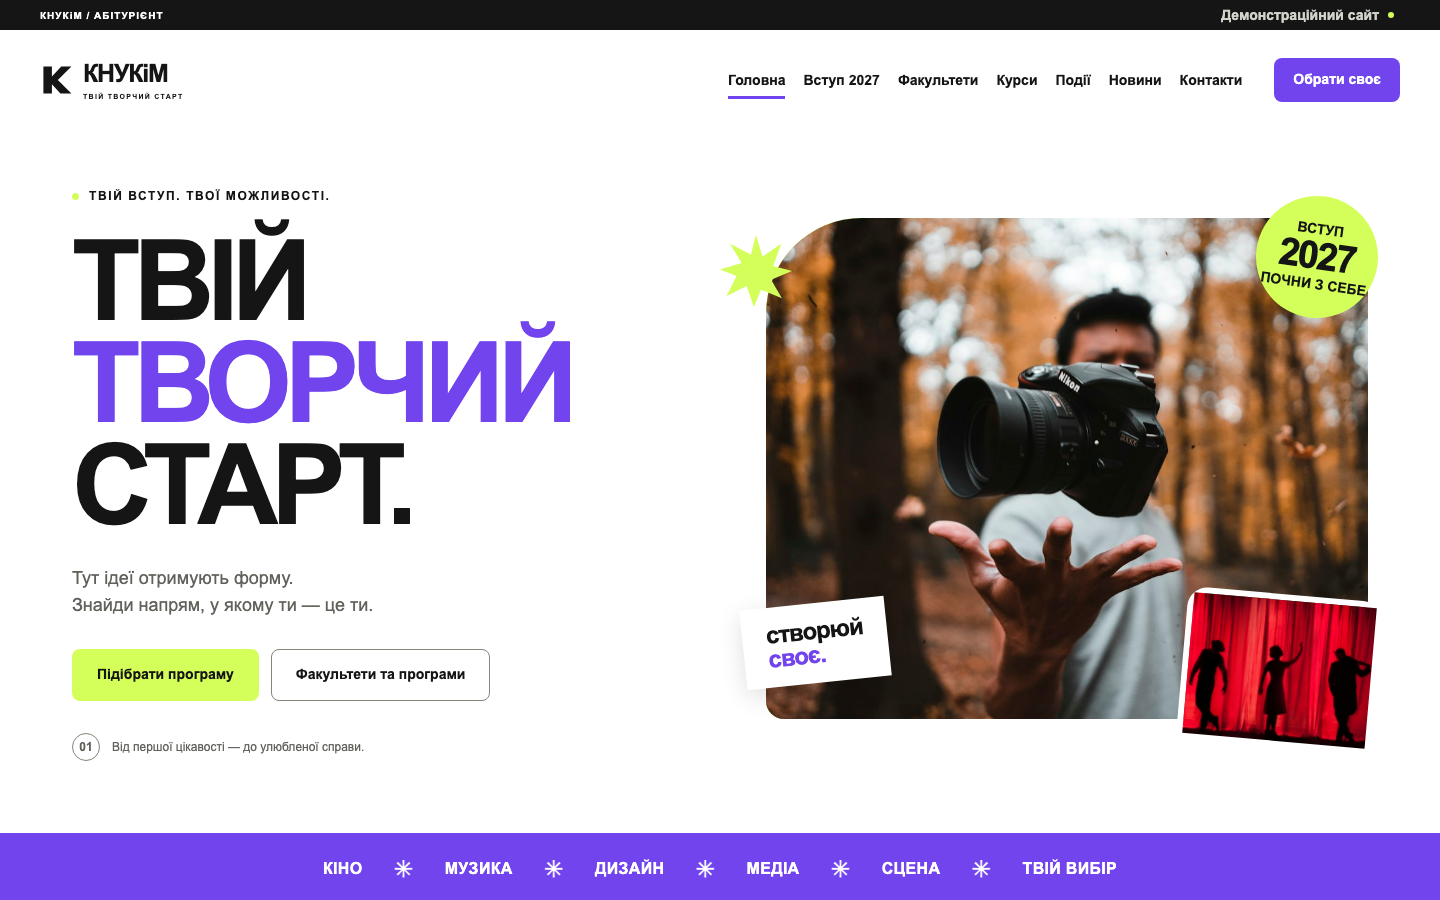 КНУКіМ / АБІТУРІЄНТ
Демонстраційний сайт
К КНУКіМ
ТВІЙ ТВОРЧИЙ СТАРТ
Головна
Вступ 2027
Факультети
Курси
Події
Новини
Контакти
Обрати своє
ТВІЙ ВСТУП. ТВОЇ МОЖЛИВОСТІ.
ТВІЙ
ТВОРЧИЙ
СТАРТ.
Тут ідеї отримують форму.
Знайди напрям, у якому ти — це ти.
Підібрати програму
Факультети та програми
01 Від першої цікавості — до улюбленої справи.
ВСТУП
2027
ПОЧНИ З СЕБЕ
Nikon
створюй
своє.
КІНО
МУЗИКА
ДИЗАЙН
МЕДІА
СЦЕНА
ТВІЙ ВИБІР